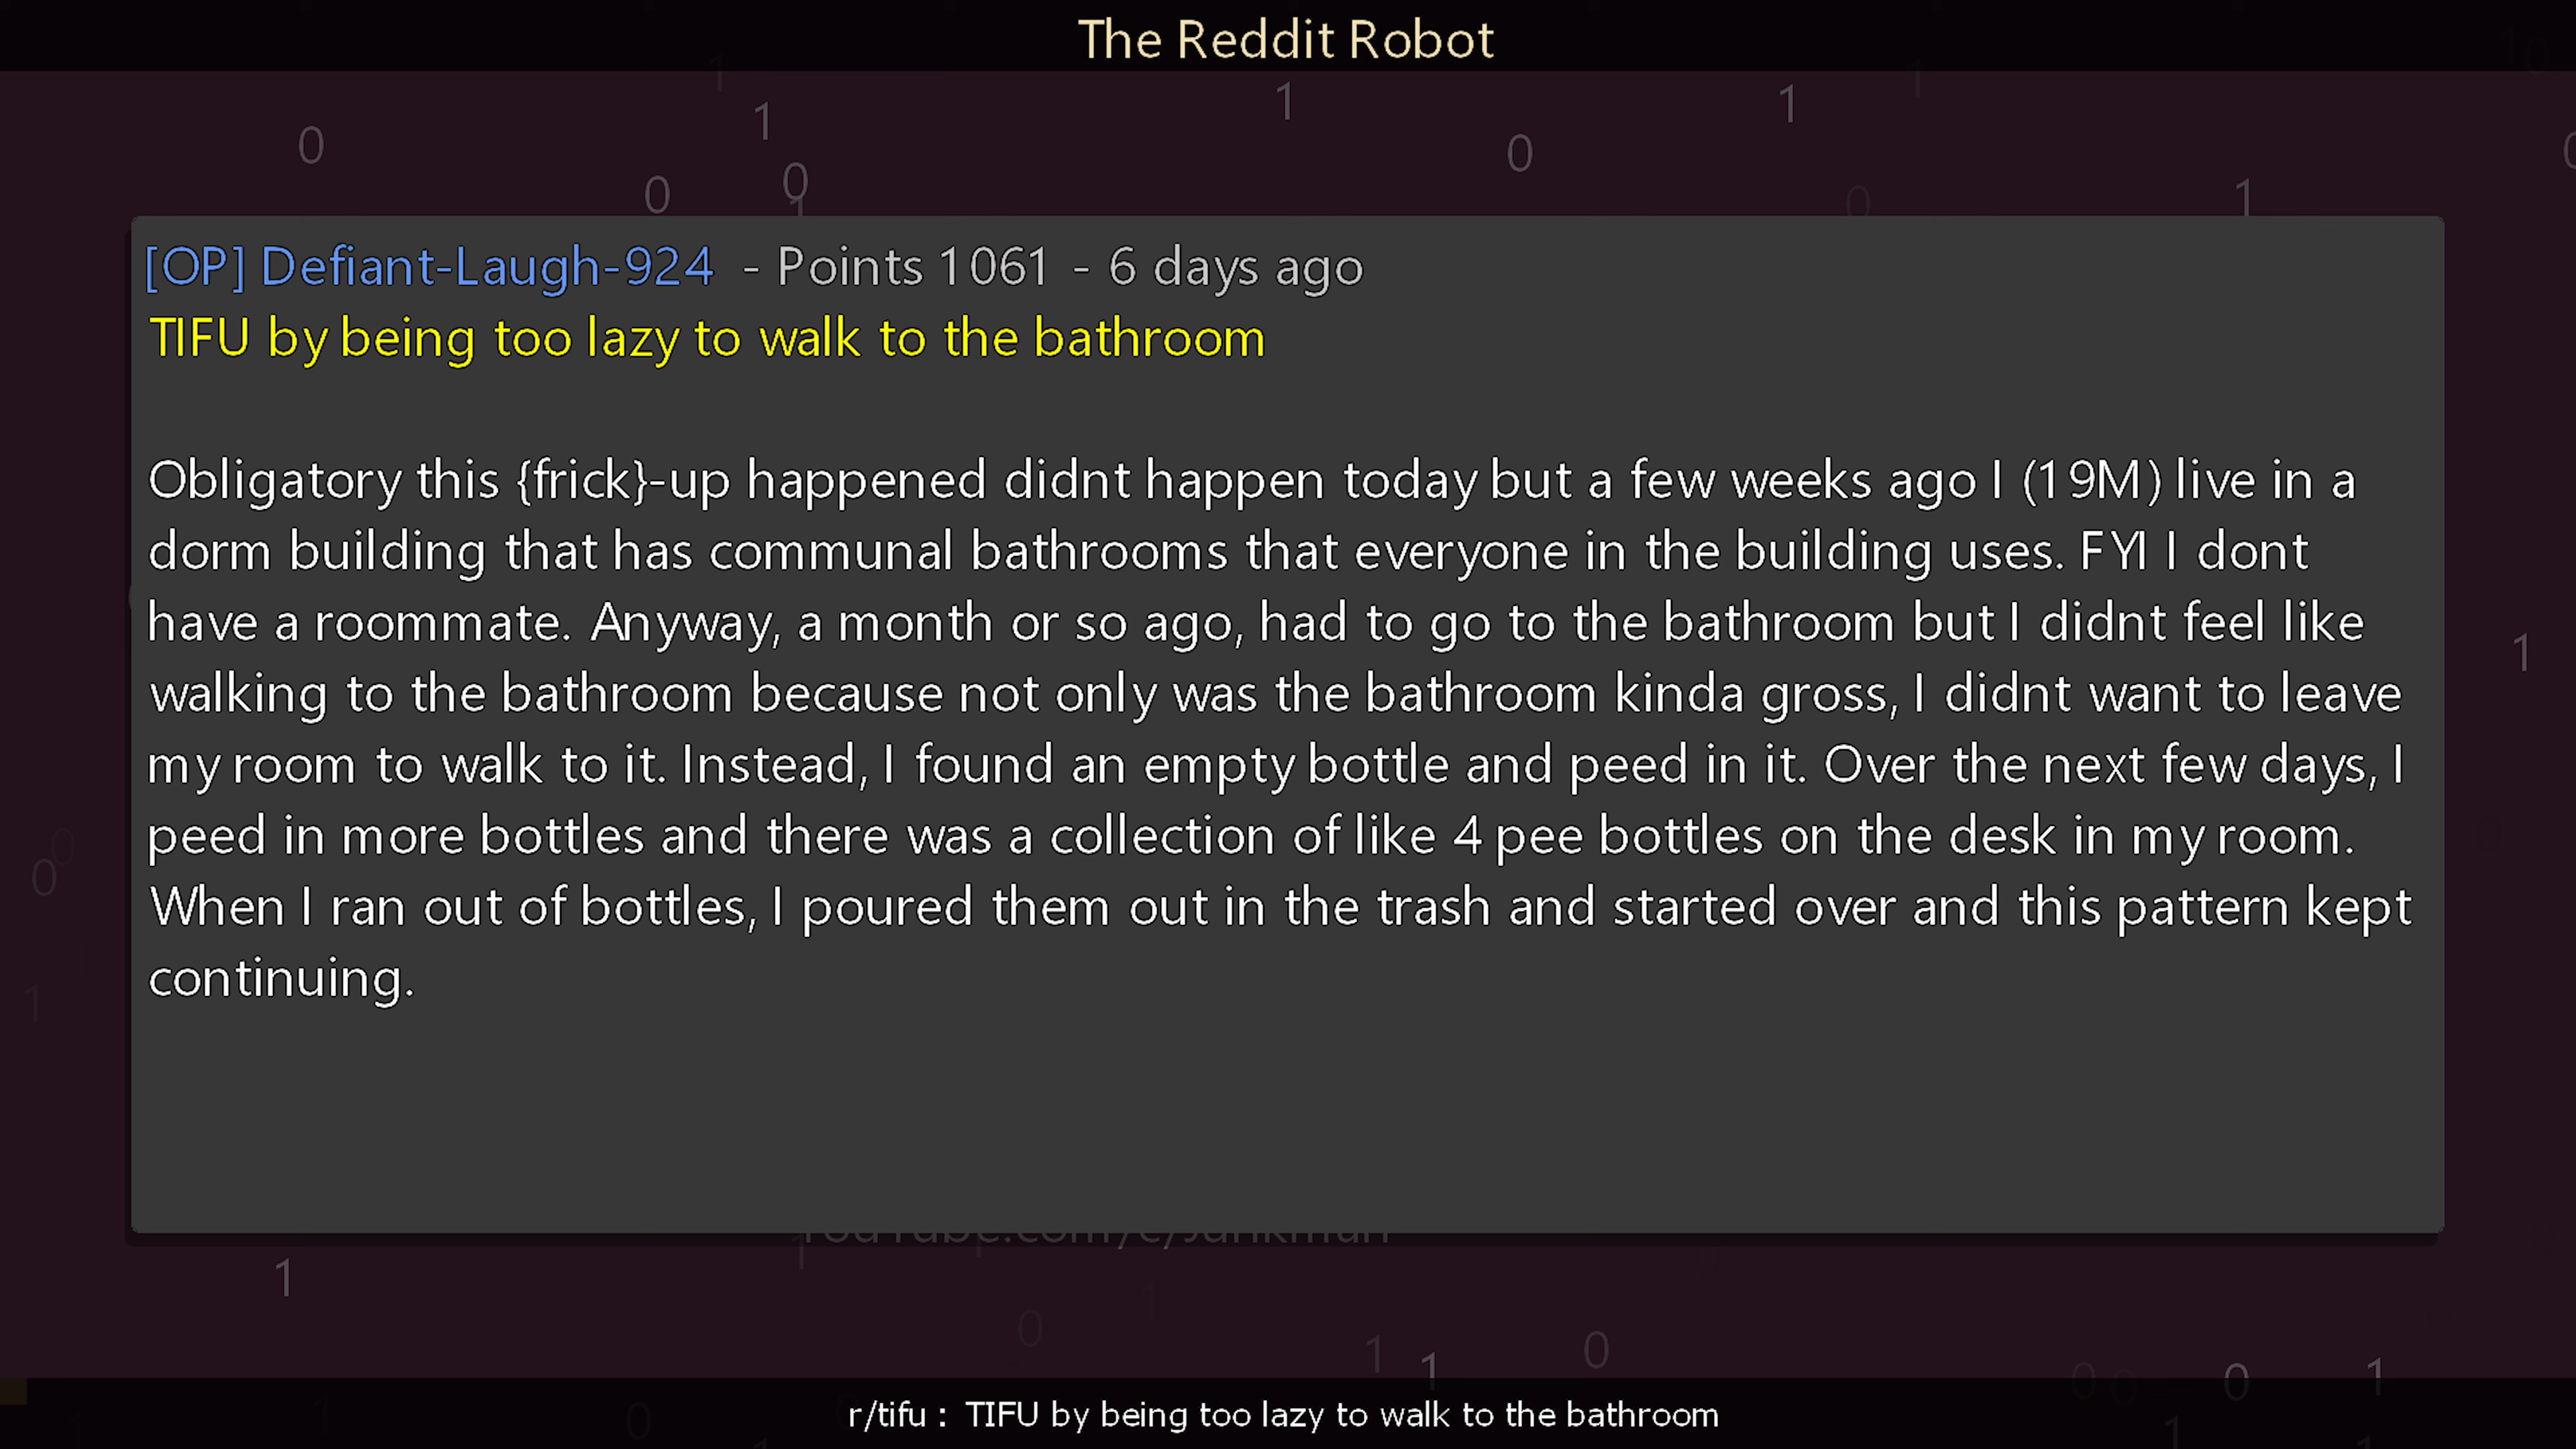 The Reddit Robot
[OP] Defiant-Laugh-924 - Points 1061 - 6 days ago
TIFU by being too lazy to walk to the bathroom
Obligatory this {frick}-up happened didnt happen today but a few weeks ago I (19M) live in a
dorm building that has communal bathrooms that everyone in the building uses. FYI I dont
have a roommate. Anyway, a month or so ago, had to go to the bathroom but I didnt feel like
walking to the bathroom because not only was the bathroom kinda gross, I didnt want to leave
my room to walk to it. Instead, I found an empty bottle and peed in it. Over the next few days, I
peed in more bottles and there was a collection of like 4 pee bottles on the desk in my room.
When I ran out of bottles, I poured them out in the trash and started over and this pattern kept
continuing.
YouTube.com/c/Junkman
r/tifu : TIFU by being too lazy to walk to the bathroom